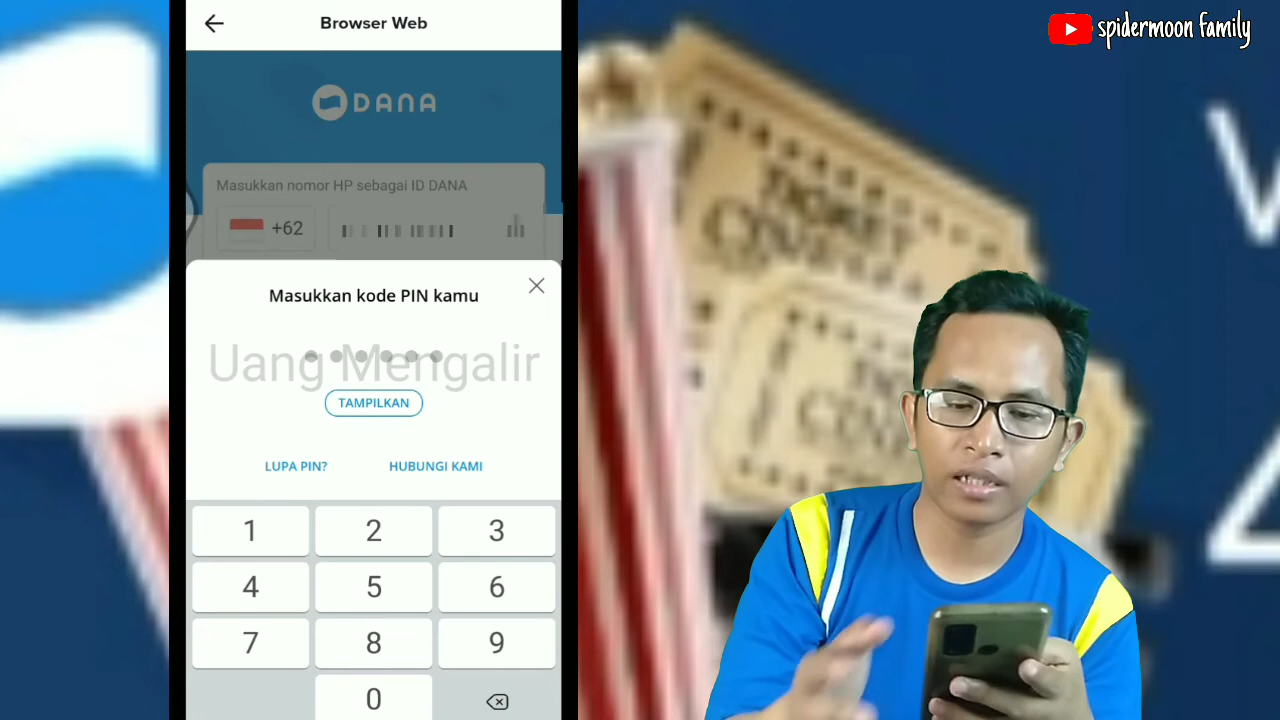 Browser Web
spidermoon family
DANA
Masukkan nomor HP sebagai ID DANA
+62
Masukkan kode PIN kamu
Uang Mengalir
TAMPILKAN
LUPA PIN?
HUBUNGI KAMI
1
2
3
4
5
6
7
8
9
0
TICKET